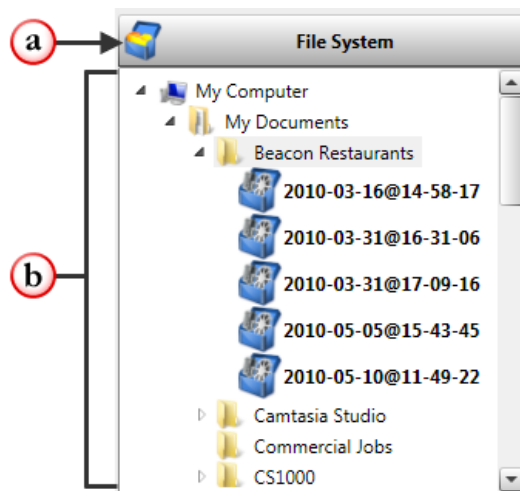 a
File System
My Computer
My Documents
Beacon Restaurants
2010-03-16@14-58-17
2010-03-31@16-31-06
b
2010-03-31@17-09-16
2010-05-05@15-43-45
2010-05-10@11-49-22
Camtasia Studio
Commercial Jobs
CS1000